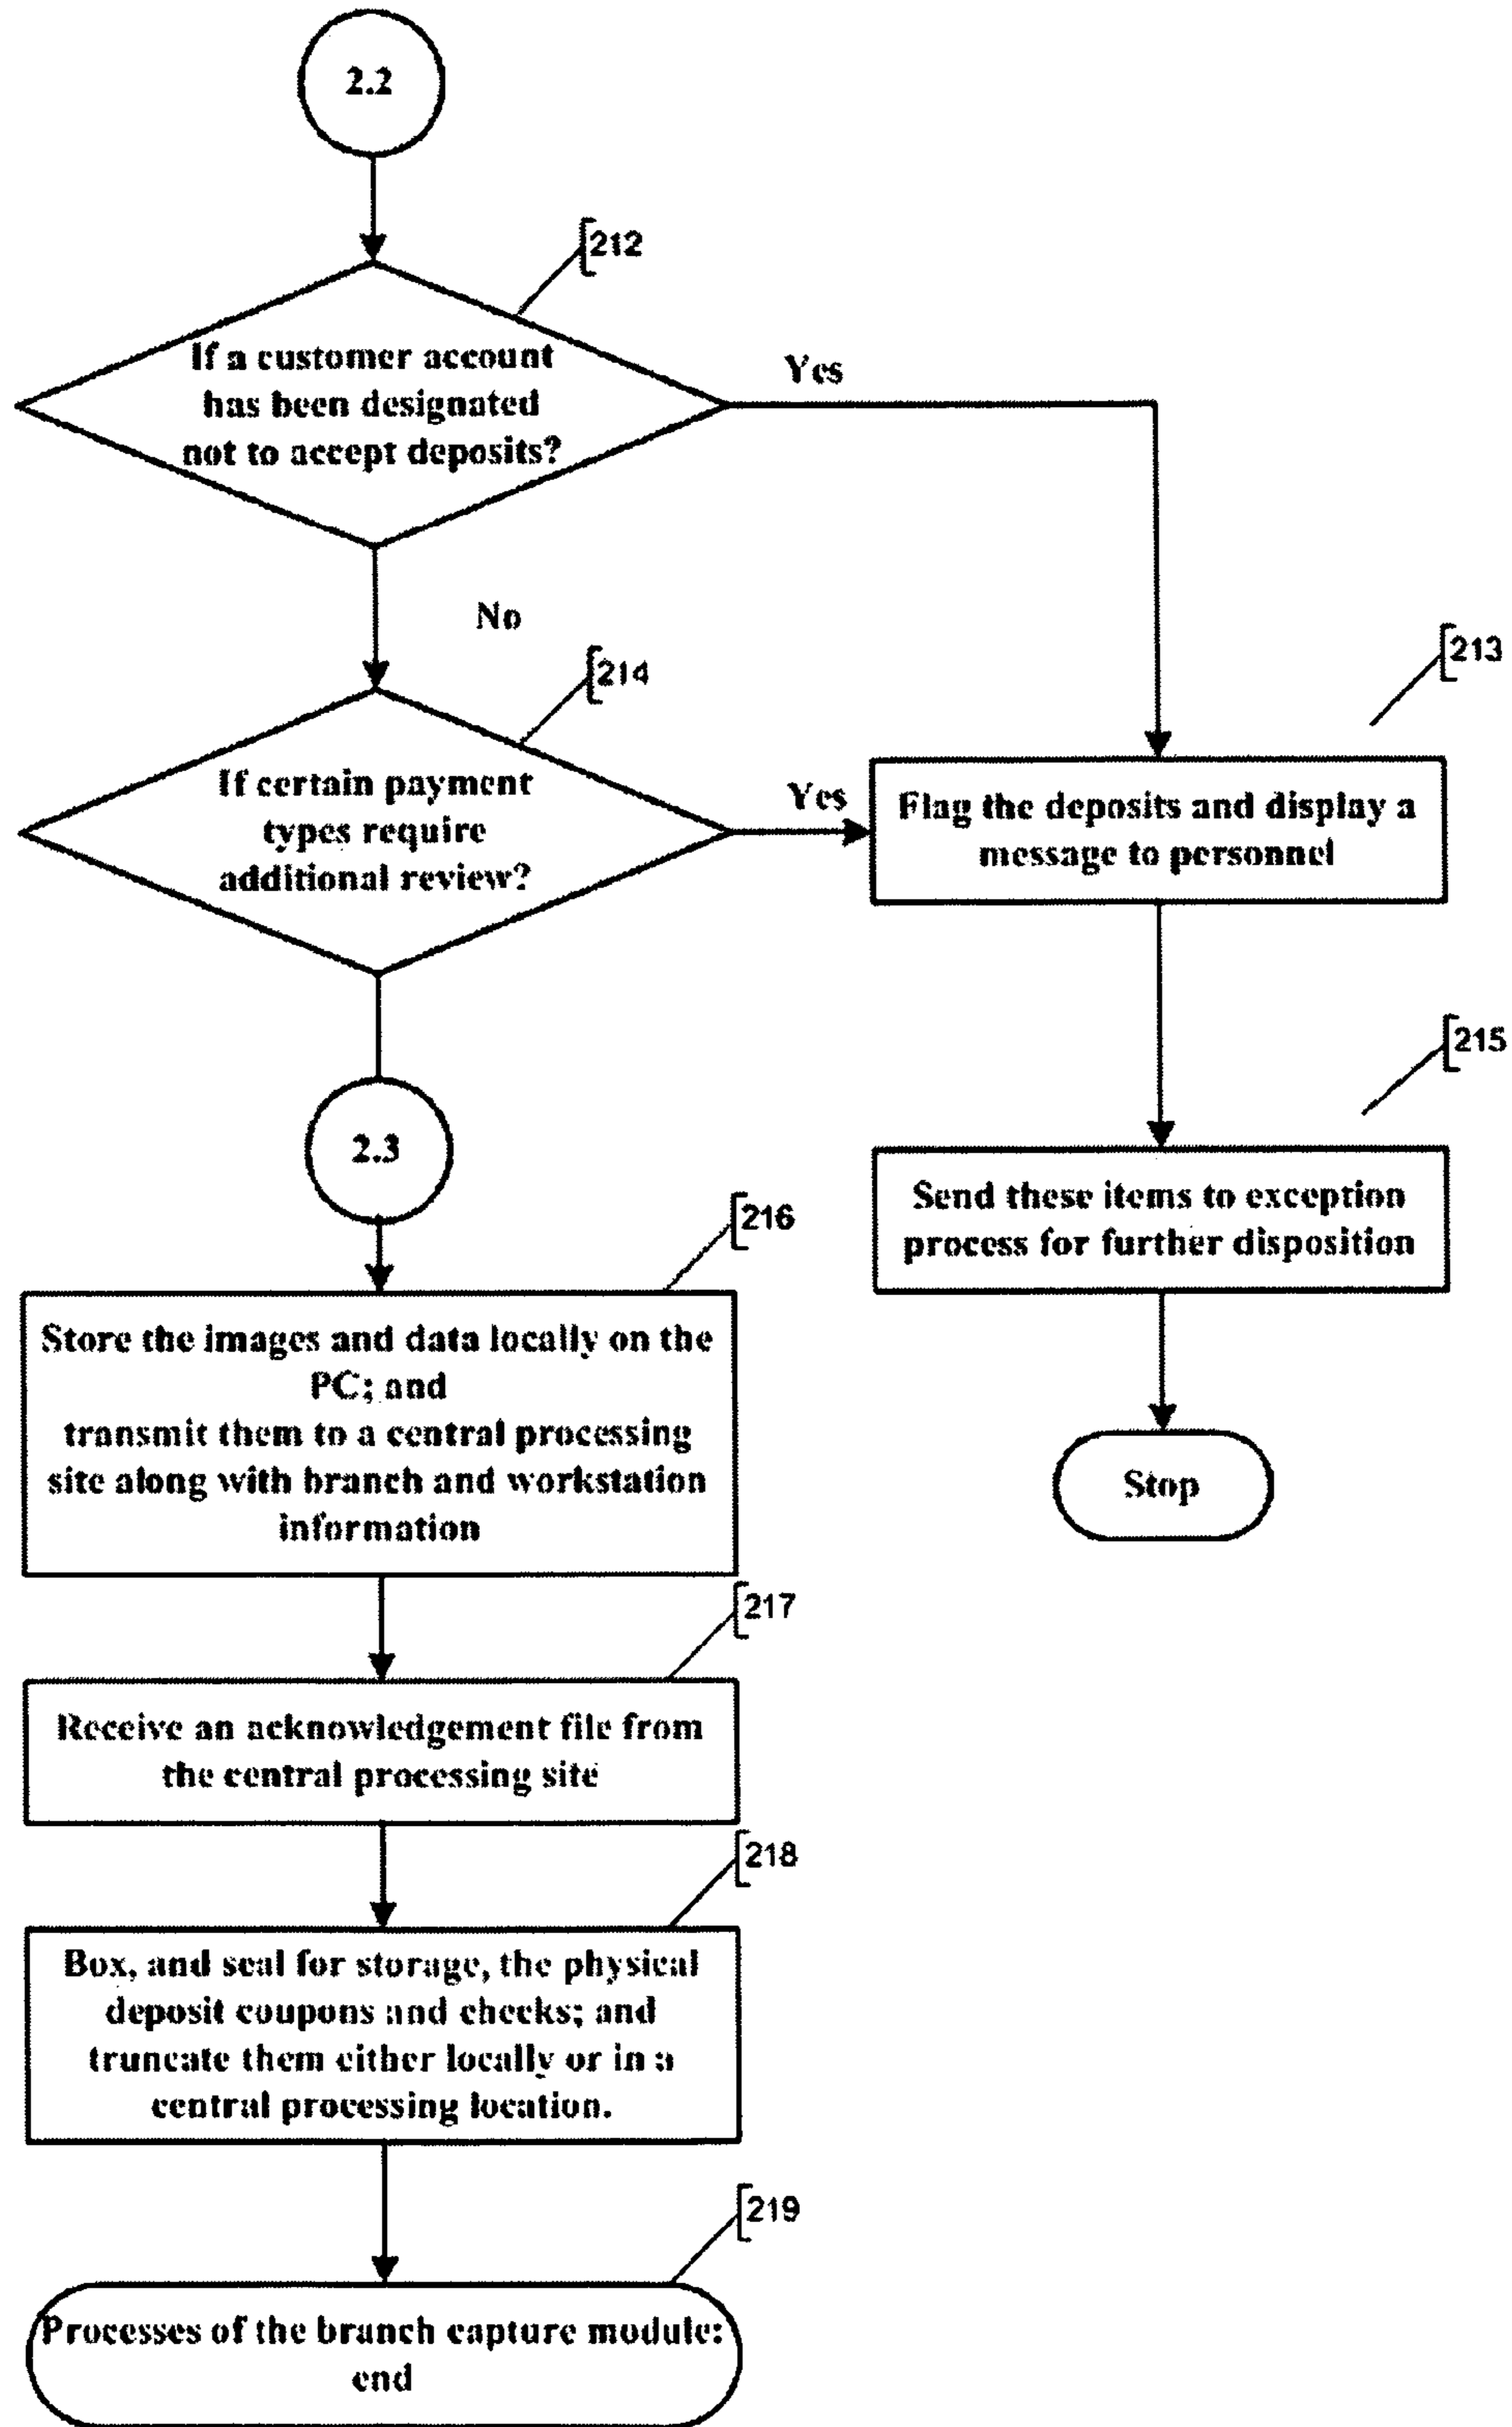 2.2
212
If a customer account
has been designated
not to accept deposits?
Yes
No
214
If certain payment
types require
additional review?
Yes
213
Flag the deposits and display a
message to personnel
215
Send these items to exception
process for further disposition
Stop
2.3
216
Store the images and data locally on the
PC; and
transmit them to a central processing
site along with branch and workstation
information
217
Receive an acknowledgement file from
the central processing site
218
Box, and seal for storage, the physical
deposit coupons and checks; and
truncate them either locally or in a
central processing location.
219
Processes of the branch capture module:
end